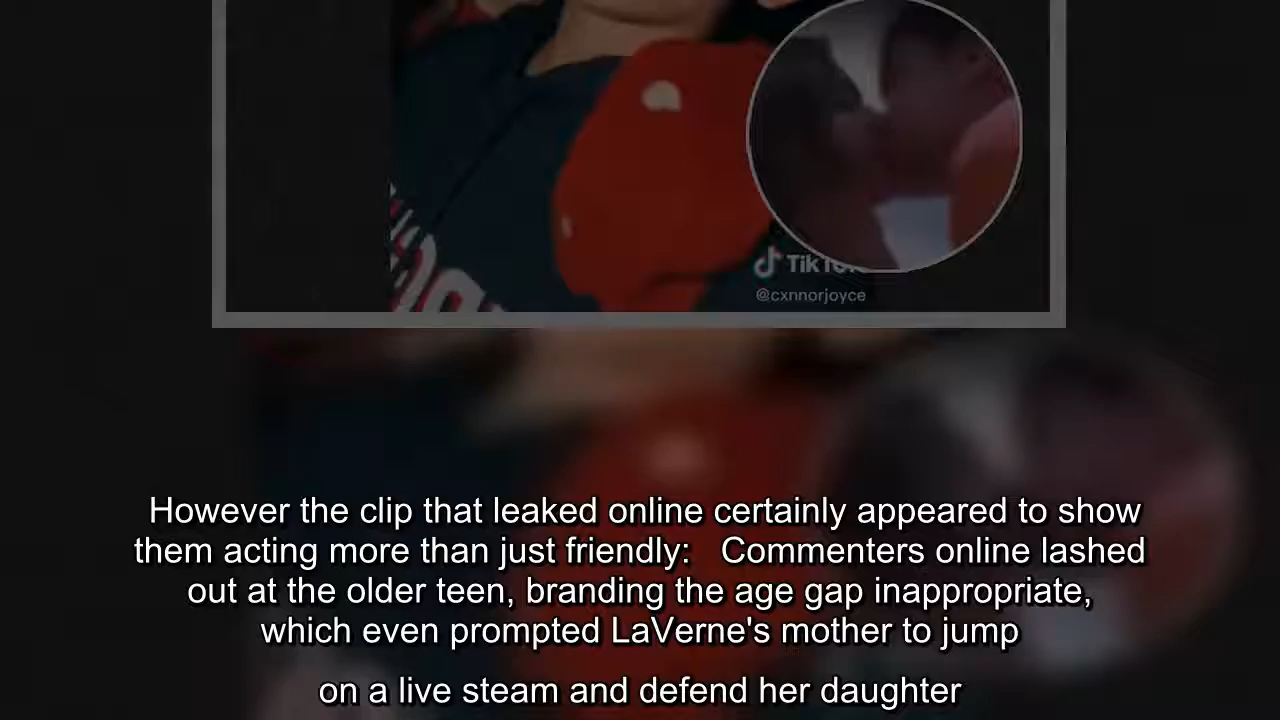 TikTok
@cxnnorjoyce
However the clip that leaked online certainly appeared to show
them acting more than just friendly: Commenters online lashed
out at the older teen, branding the age gap inappropriate,
which even prompted LaVerne's mother to jump
on a live steam and defend her daughter